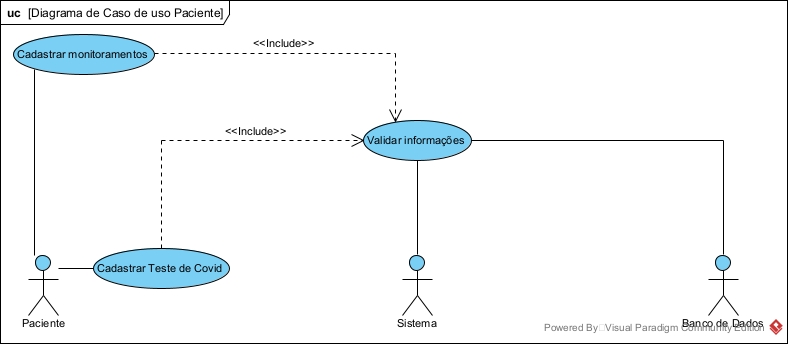 uc [Diagrama de Caso de uso Paciente]
Cadastrar monitoramentos
<<Include>>
<<Include>>
Validar informações
Cadastrar Teste de Covid
Paciente
Sistema
Banco de Dados
Powered By Visual Paradigm Community Edition